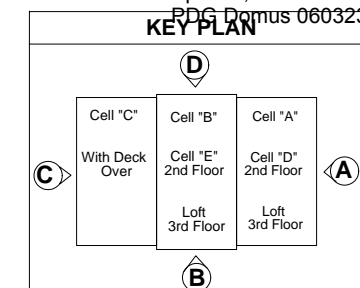 PDG Domus 060323
KEY PLAN
D
Cell "C"
Cell "B"
Cell "A"
With Deck
Over
Cell "E"
2nd Floor
Cell "D"
2nd Floor
C
A
Loft
3rd Floor
Loft
3rd Floor
B